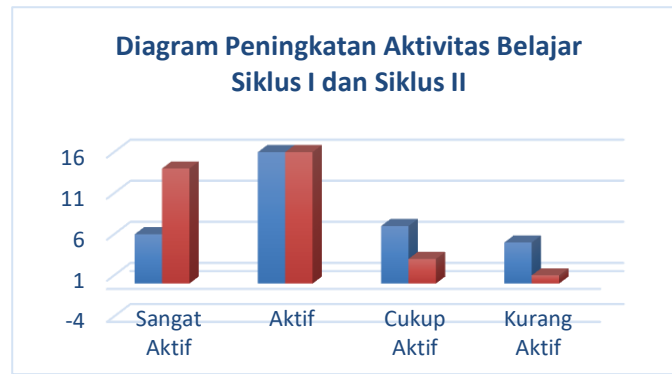 Diagram Peningkatan Aktivitas Belajar
Siklus I dan Siklus II
16
11
6
1
-4
Sangat Aktif Cukup Kurang
Aktif Aktif Aktif